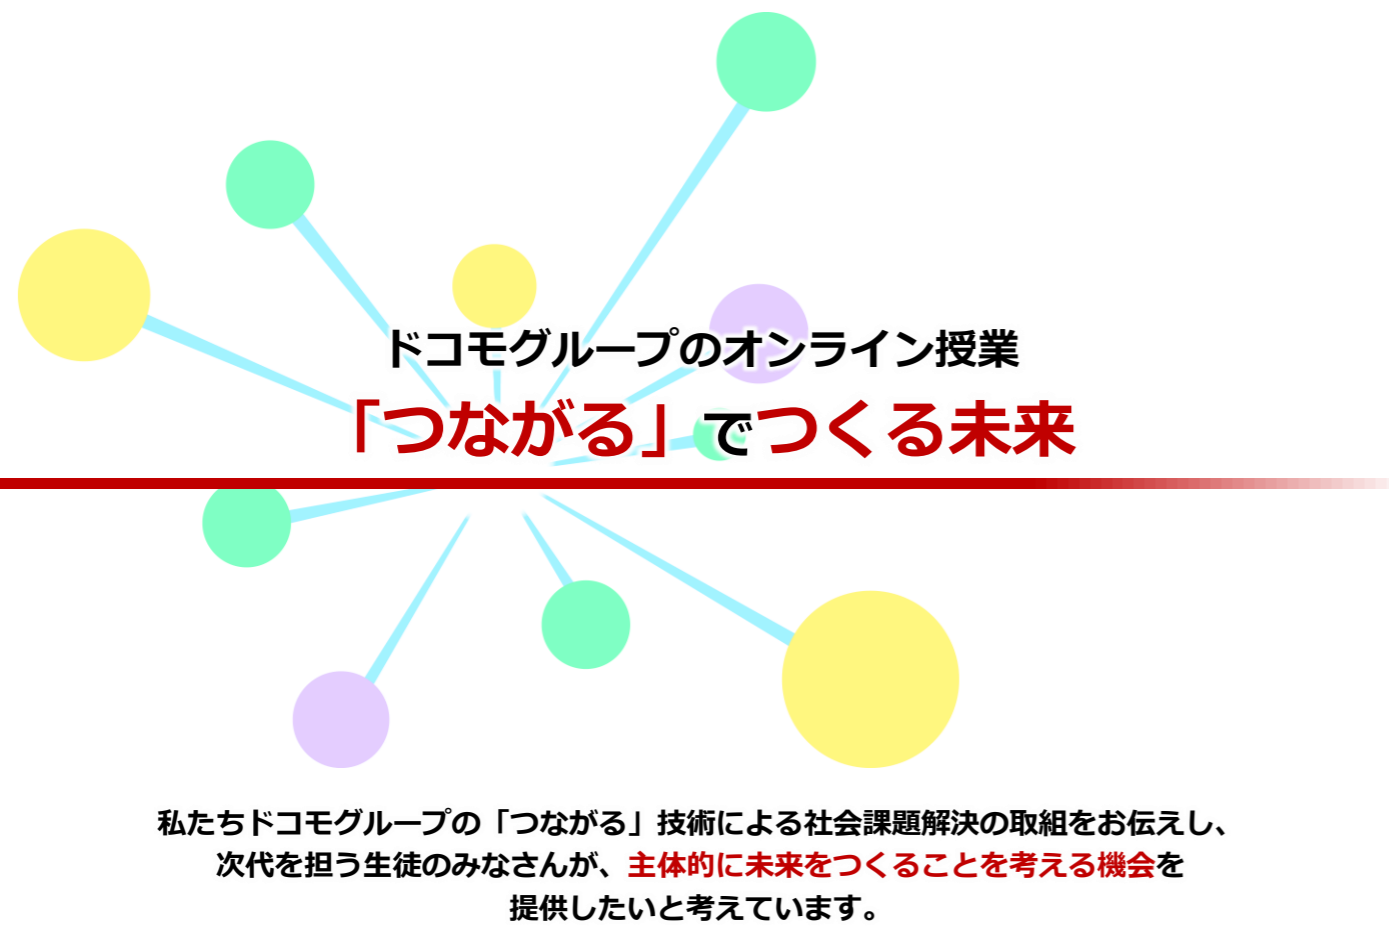 ドコモグループのオンライン授業
「つながる」でつくる未来
私たちドコモグループの「つながる」技術による社会課題解決の取組をお伝えし、
次代を担う生徒のみなさんが、主体的に未来をつくることを考える機会を
提供したいと考えています。